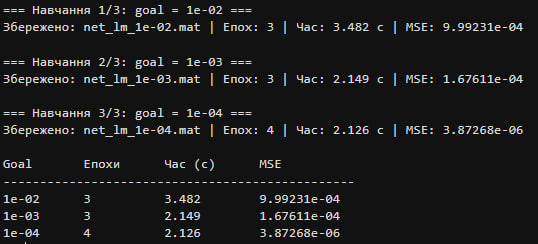 === Навчання 1/3: goal = 1e-02 ===
Збережено: net_lm_1e-02.mat | Епох: 3 | Час: 3.482 с | MSE: 9.99231e-04
=== Навчання 2/3: goal = 1e-03 ===
Збережено: net_lm_1e-03.mat | Епох: 3 | Час: 2.149 с | MSE: 1.67611e-04
=== Навчання 3/3: goal = 1e-04 ===
Збережено: net_lm_1e-04.mat | Епох: 4 | Час: 2.126 с | MSE: 3.87268e-06
Goal Епохи Час (с) MSE
--------------------------------------------------
1e-02 3 3.482 9.99231e-04
1e-03 3 2.149 1.67611e-04
1e-04 4 2.126 3.87268e-06